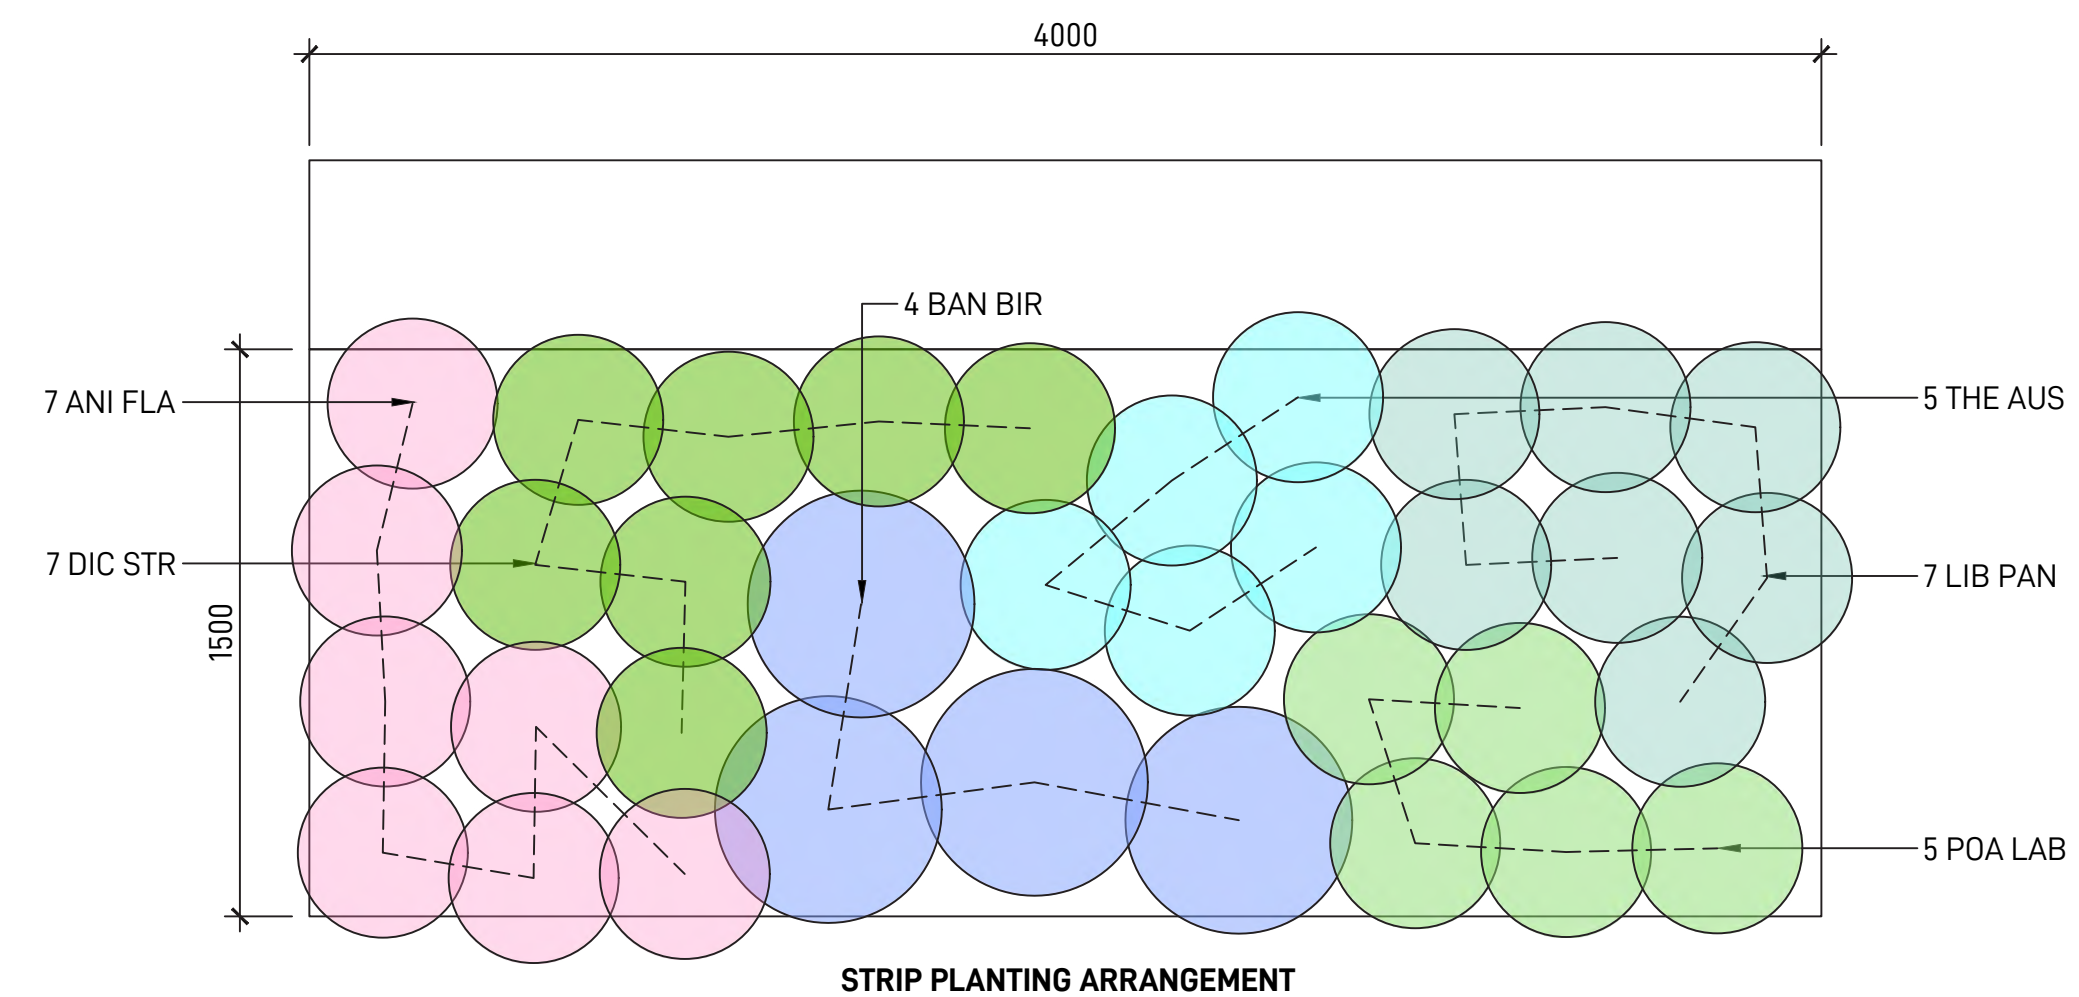 4000
4 BAN BIR
7 ANI FLA
5 THE AUS
7 DIC STR
7 LIB PAN
1500
5 POA LAB
STRIP PLANTING ARRANGEMENT